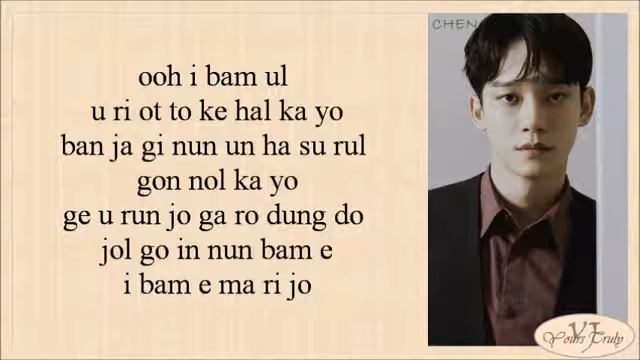 ooh i bam ul
u ri ot to ke hal ka yo
ban ja gi nun un ha su rul
gon nol ka yo
ge u run jo ga ro dung do
jol go in nun bam e
i bam e ma ri jo
CHEN
VJ
Yours Truly